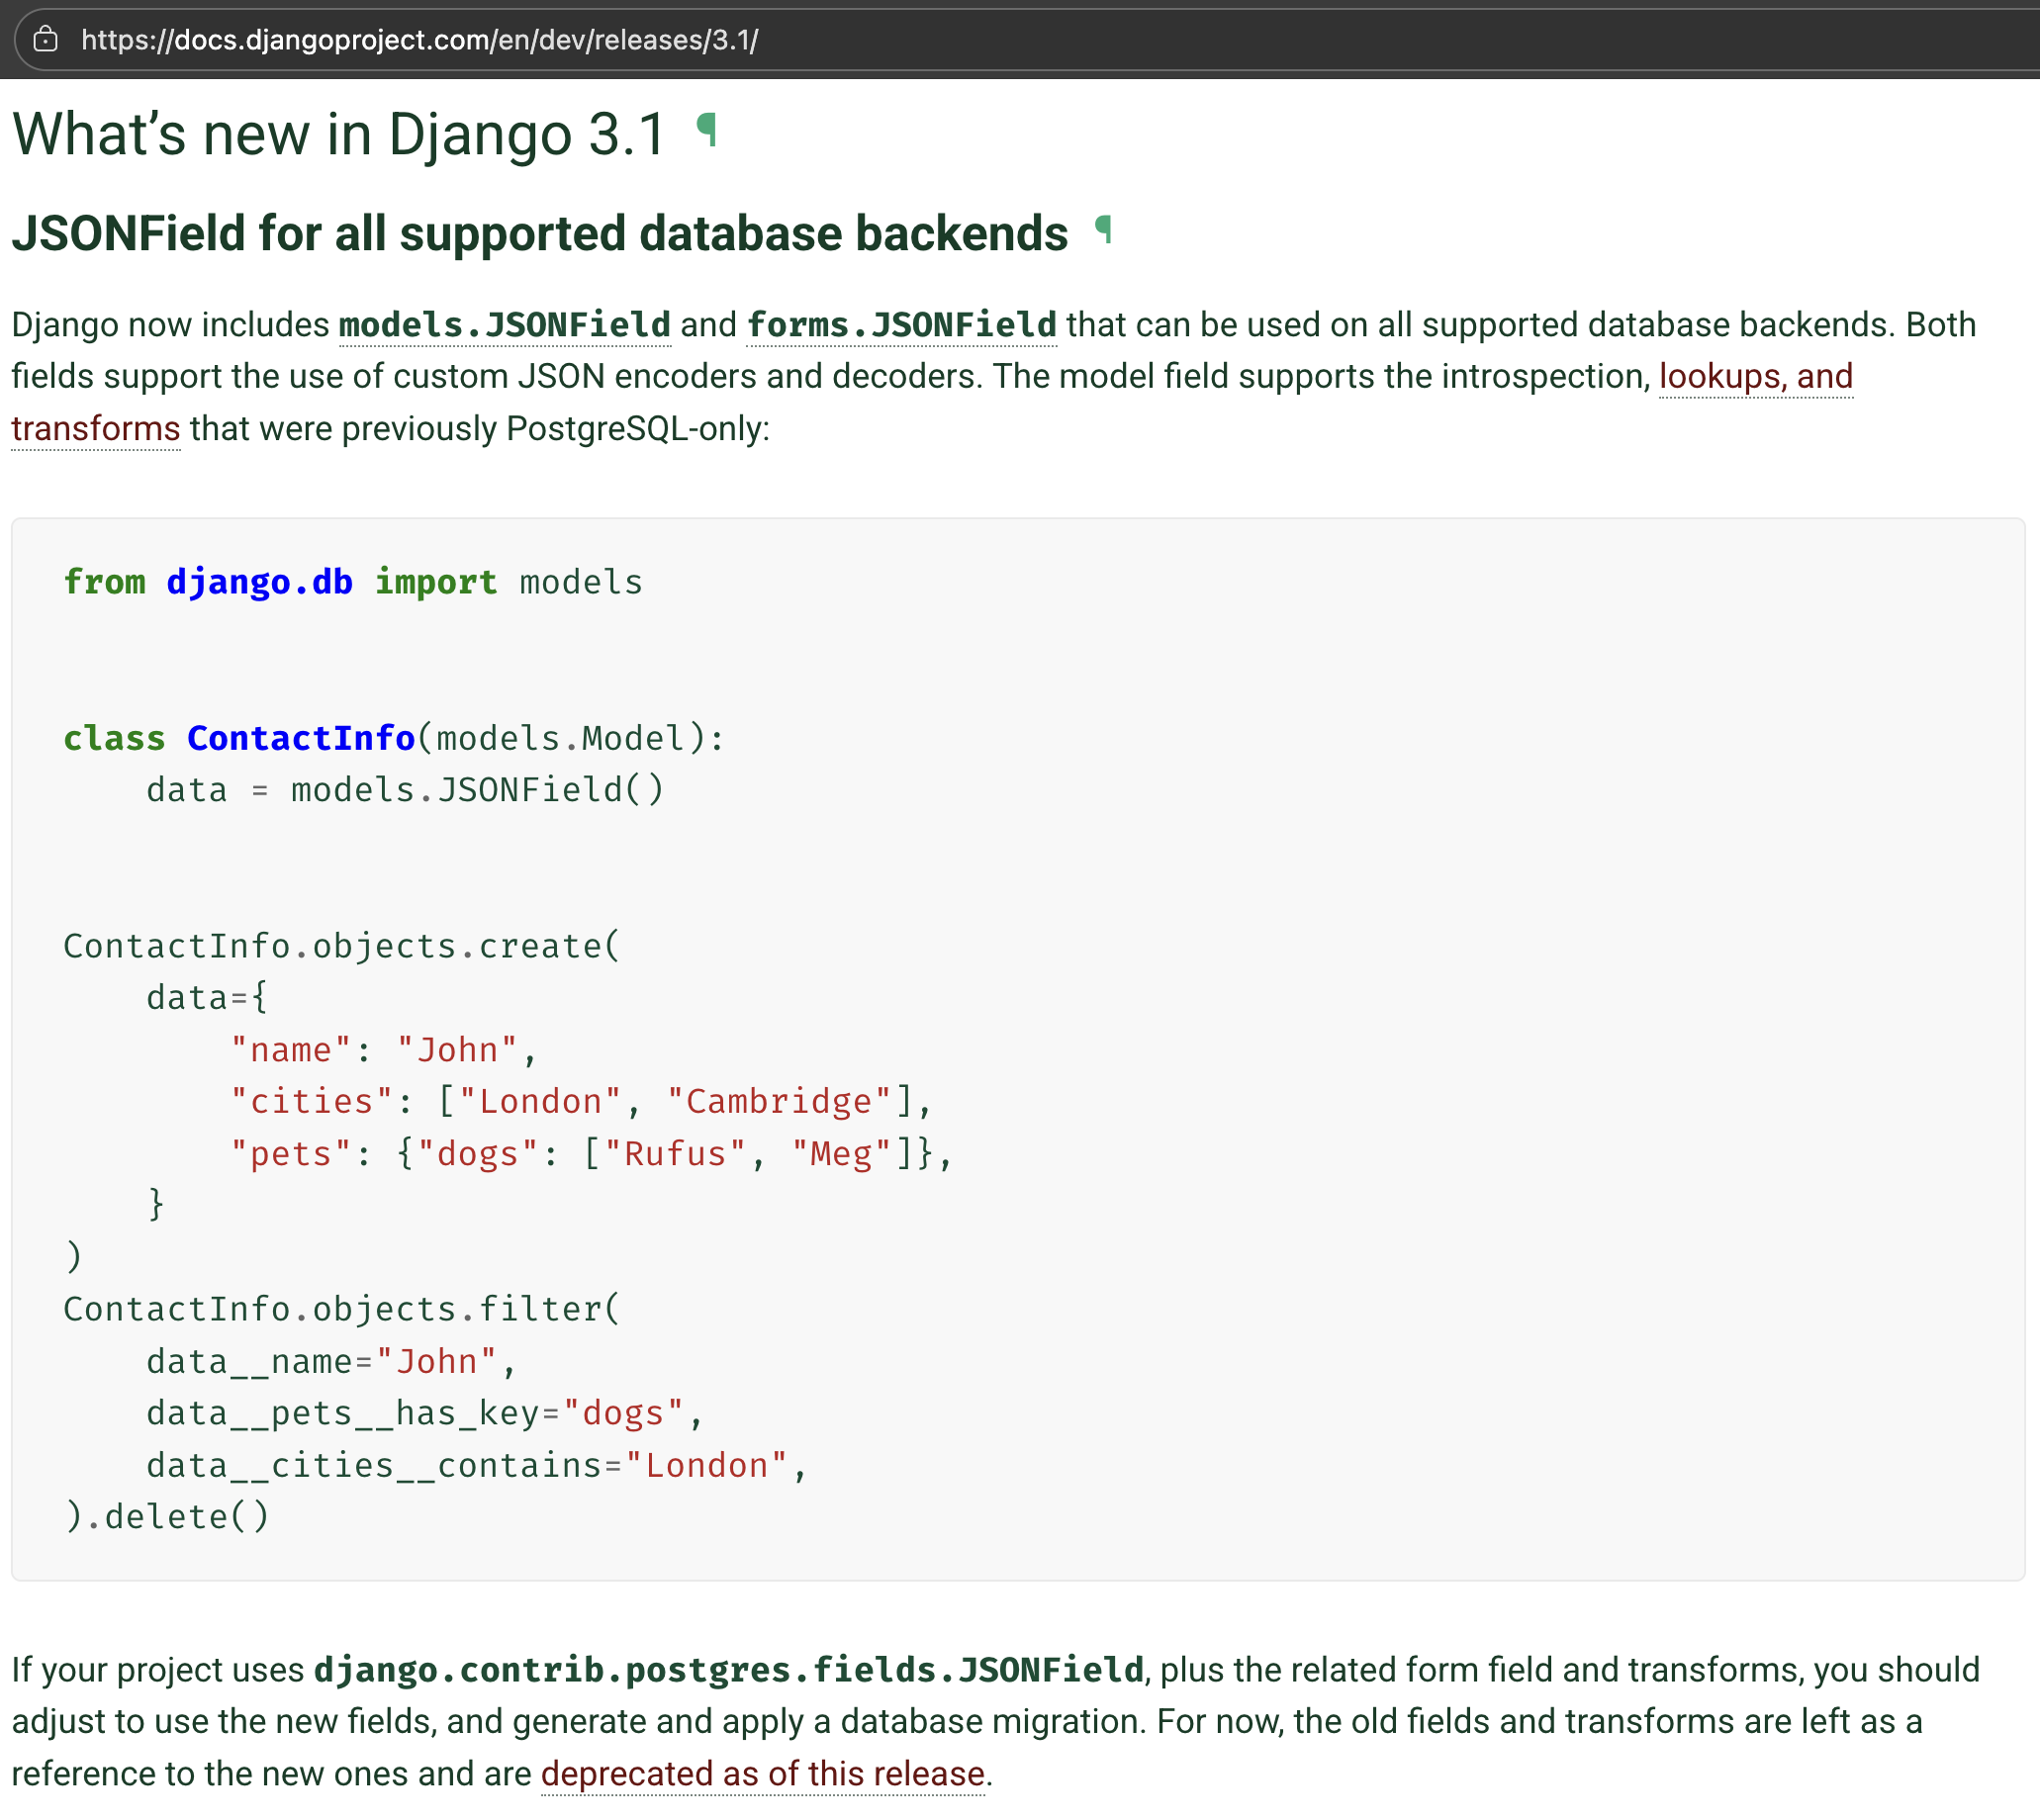 https://docs.djangoproject.com/en/dev/releases/3.1/
What’s new in Django 3.1 ¶
JSONField for all supported database backends ¶
Django now includes models.JSONField and forms.JSONField that can be used on all supported database backends. Both
fields support the use of custom JSON encoders and decoders. The model field supports the introspection, lookups, and
transforms that were previously PostgreSQL-only:
from django.db import models
class ContactInfo(models.Model):
    data = models.JSONField()
ContactInfo.objects.create(
    data={
        "name": "John",
        "cities": ["London", "Cambridge"],
        "pets": {"dogs": ["Rufus", "Meg"]},
    }
)
ContactInfo.objects.filter(
    data__name="John",
    data__pets__has_key="dogs",
    data__cities__contains="London",
).delete()
If your project uses django.contrib.postgres.fields.JSONField, plus the related form field and transforms, you should
adjust to use the new fields, and generate and apply a database migration. For now, the old fields and transforms are left as a
reference to the new ones and are deprecated as of this release.